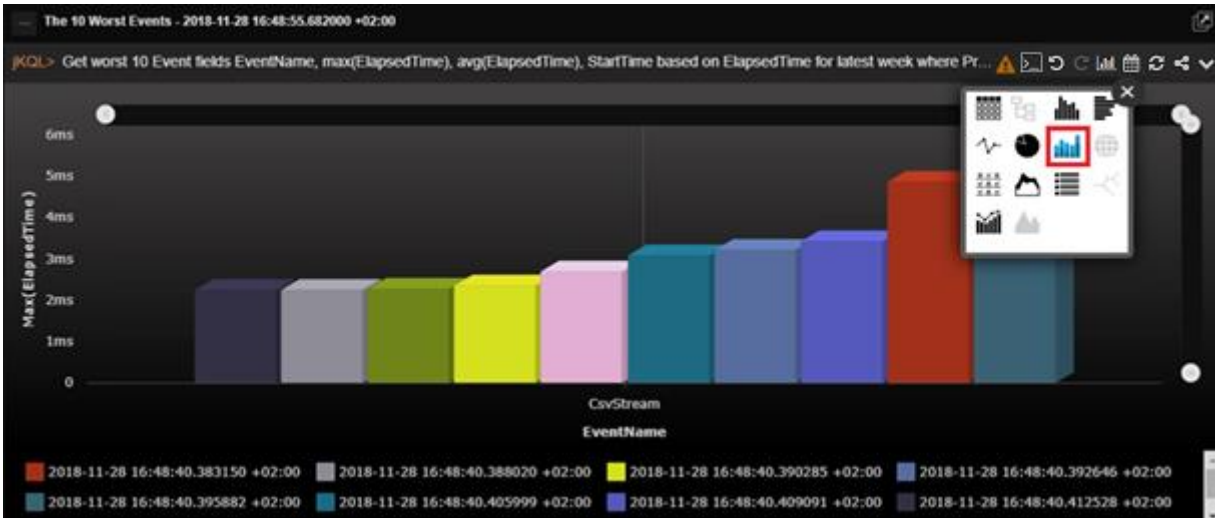 The 10 Worst Events - 2018-11-28 16:48:55.682000 +02:00
jKQL> Get worst 10 Event fields EventName, max(ElapsedTime), avg(ElapsedTime), StartTime based on ElapsedTime for latest week where Pr...
6ms
5ms
4ms
3ms
2ms
1ms
0
Max(ElapsedTime)
CsvStream
EventName
2018-11-28 16:48:40.383150 +02:00 2018-11-28 16:48:40.388020 +02:00 2018-11-28 16:48:40.390285 +02:00 2018-11-28 16:48:40.392646 +02:00
2018-11-28 16:48:40.395882 +02:00 2018-11-28 16:48:40.405999 +02:00 2018-11-28 16:48:40.409091 +02:00 2018-11-28 16:48:40.412528 +02:00